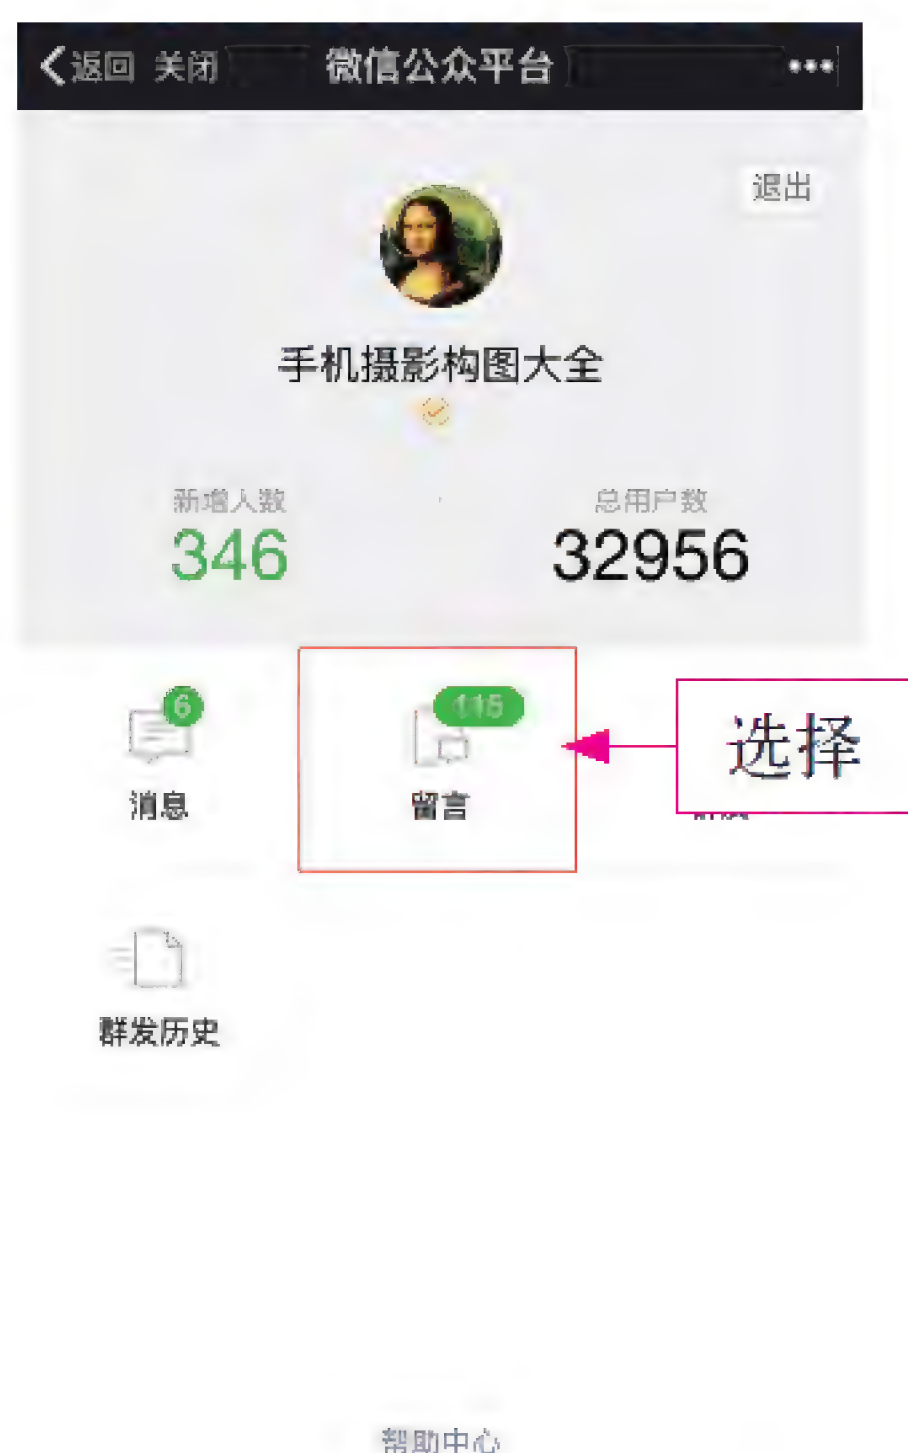 返回 关闭 微信公众平台
退出
手机摄影构图大全
新增人数 总用户数
346 32956
6
消息 留言
选择
群发历史
帮助中心